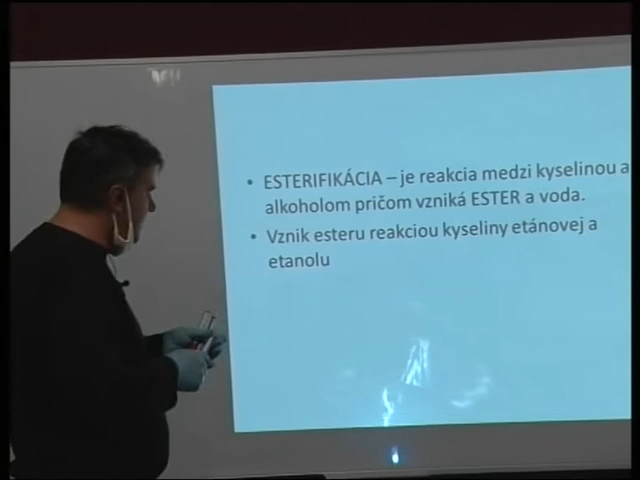 • ESTERIFIKÁCIA – je reakcia medzi kyselinou a
alkoholom pričom vzniká ESTER a voda.
• Vznik esteru reakciou kyseliny etánovej a
etanolu